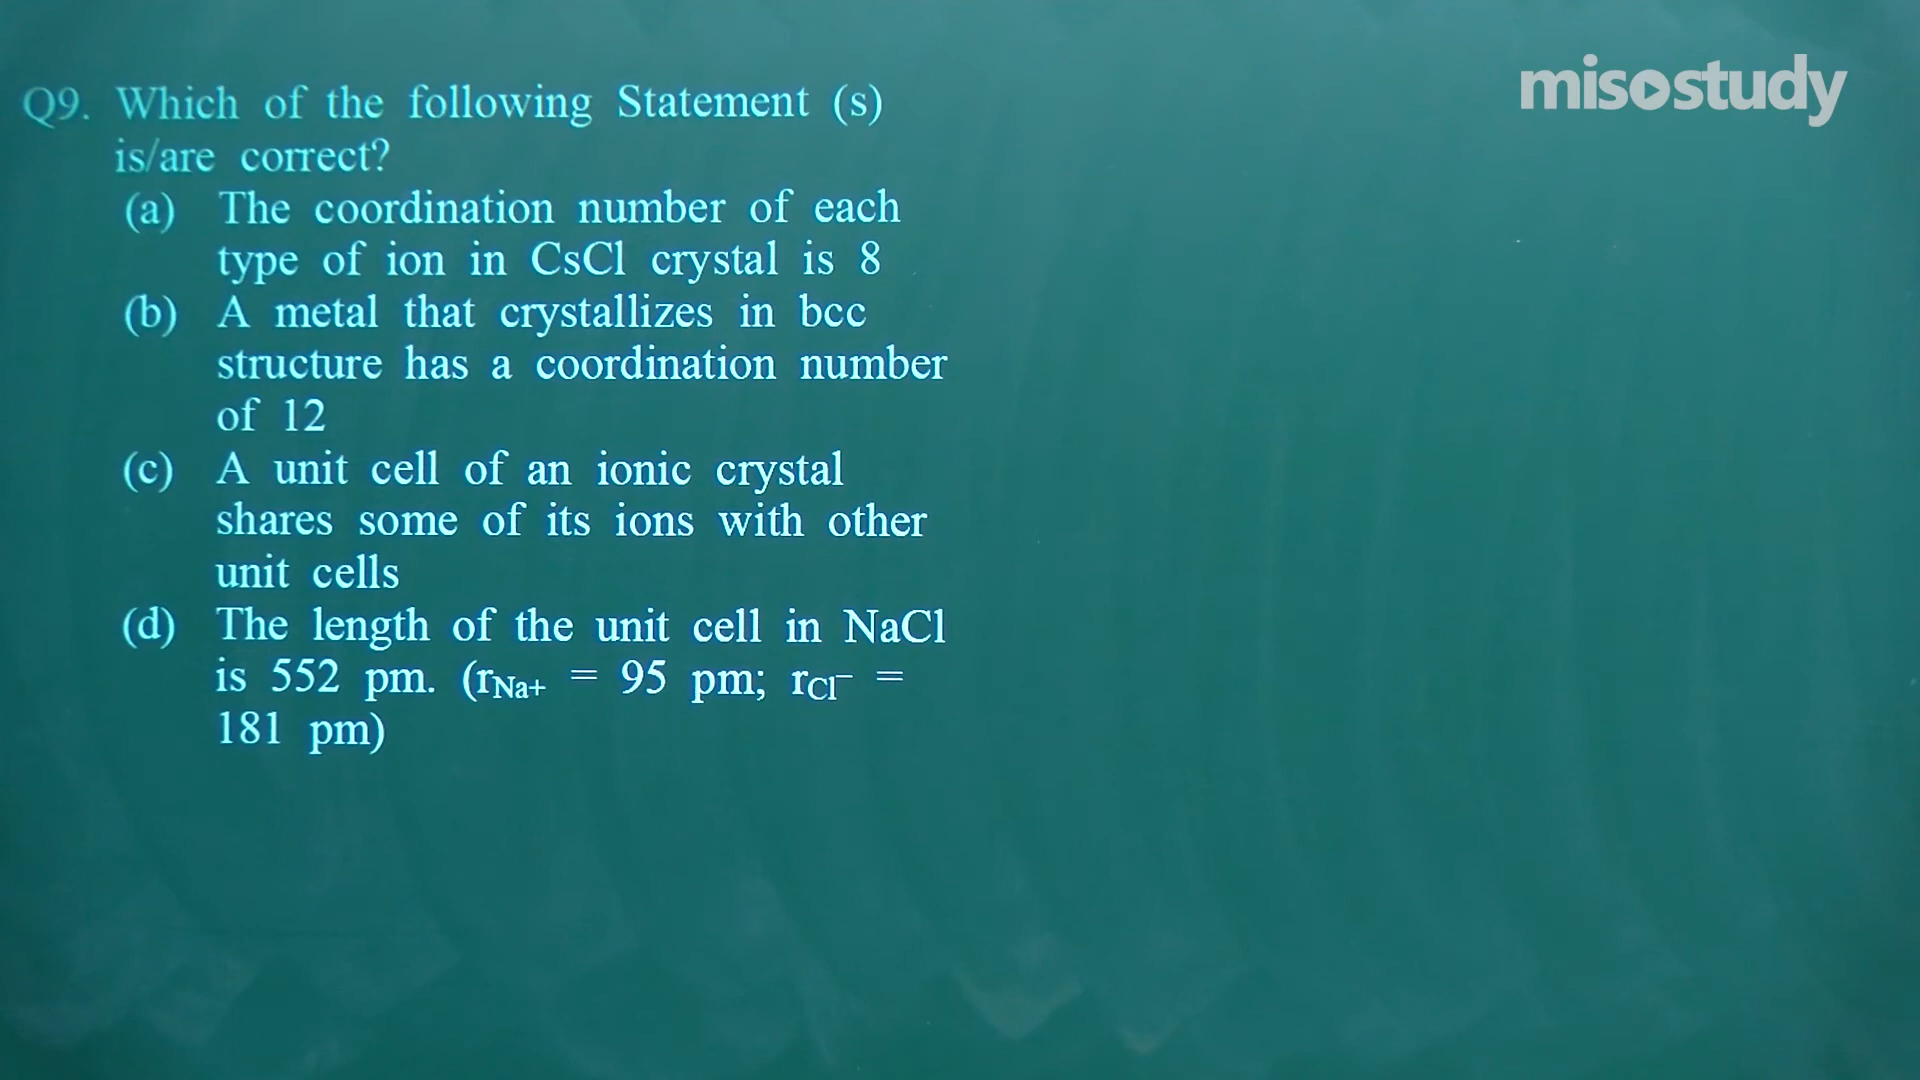 misostudy
Q9. Which of the following Statement (s)
is/are correct?
(a) The coordination number of each
type of ion in CsCl crystal is 8
(b) A metal that crystallizes in bcc
structure has a coordination number
of 12
(c) A unit cell of an ionic crystal
shares some of its ions with other
unit cells
(d) The length of the unit cell in NaCl
is 552 pm. (rNa+ = 95 pm; rCl− =
181 pm)